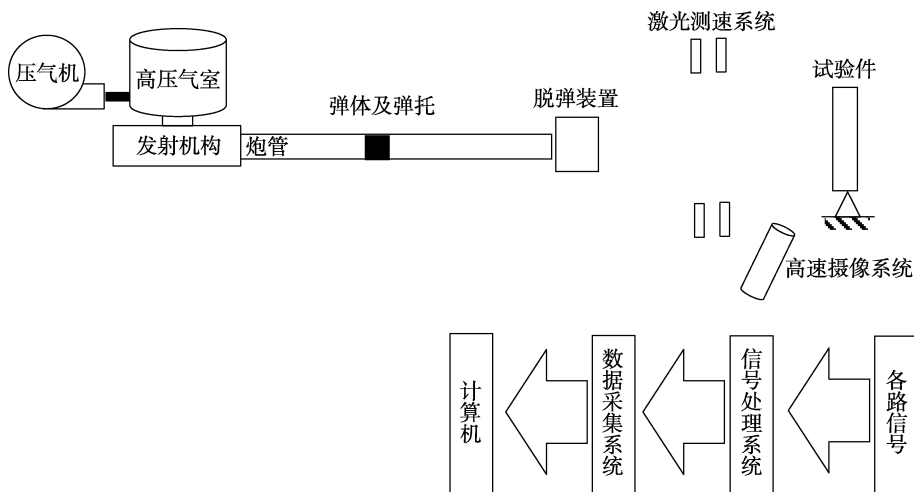 激光测速系统
压气机
高压气室
试验件
脱弹装置
弹体及弹托
发射机构
炮管
高速摄像系统
计算机
数据采集系统
信号处理系统
各路信号